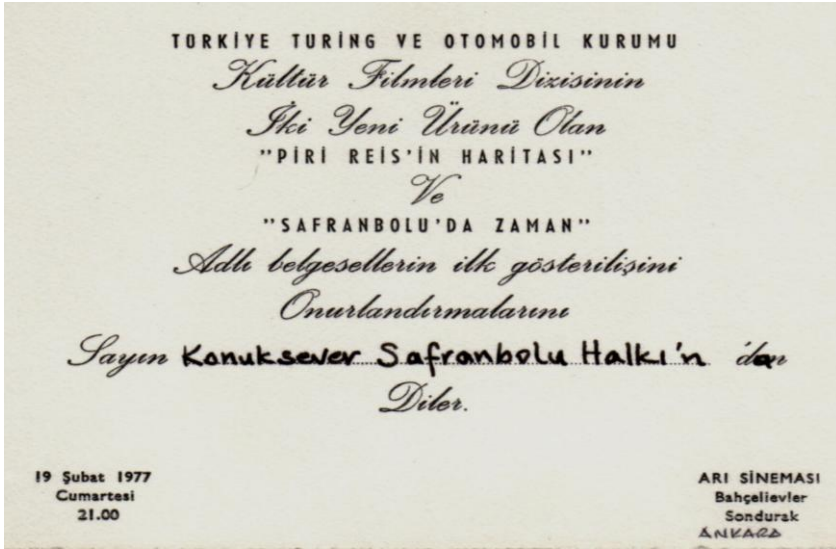 TÜRKİYE TURİNG VE OTOMOBİL KURUMU
Kültür Filmleri Dizisinin
İki Yeni Ürünü Olan
"PİRİ REİS'İN HARİTASI"
Ve
"SAFRANBOLU'DA ZAMAN"
Adlı belgesellerin ilk gösterilişini
Onurlandırmalarını
Sayın Konuksever Safranbolu Halkı'n 'dan
Diler.
19 Şubat 1977
Cumartesi
21.00
ARI SİNEMASI
Bahçelievler
Sondurak
ANKARA